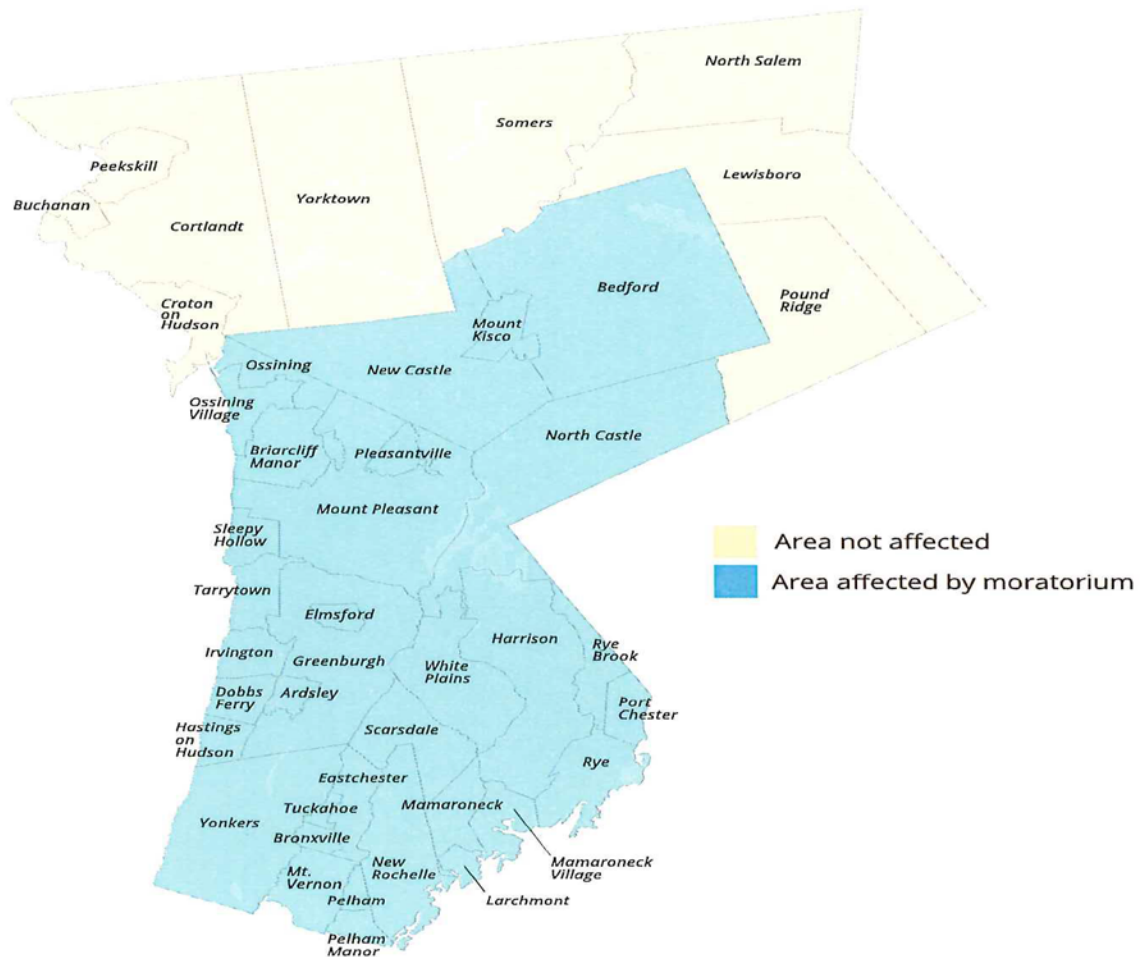 North Salem
Somers
Peekskill
Lewisboro
Yorktown
Buchanan
Cortlandt
Bedford
Pound
Ridge
Croton
on
Hudson
Mount
Kisco
Ossining
New Castle
Ossining
Village
North Castle
Briarcliff
Manor
Pleasantville
Mount Pleasant
Sleepy
Hollow
Area not affected
Area affected by moratorium
Tarrytown
Elmsford
Harrison
Rye
Brook
Irvington
Greenburgh
White
Plains
Dobbs
Ferry
Ardsley
Port
Chester
Hastings
on
Hudson
Scarsdale
Rye
Eastchester
Tuckahoe
Mamaroneck
Yonkers
Bronxville
Mamaroneck
Village
Mt.
Vernon
New
Rochelle
Larchmont
Pelham
Pelham
Manor